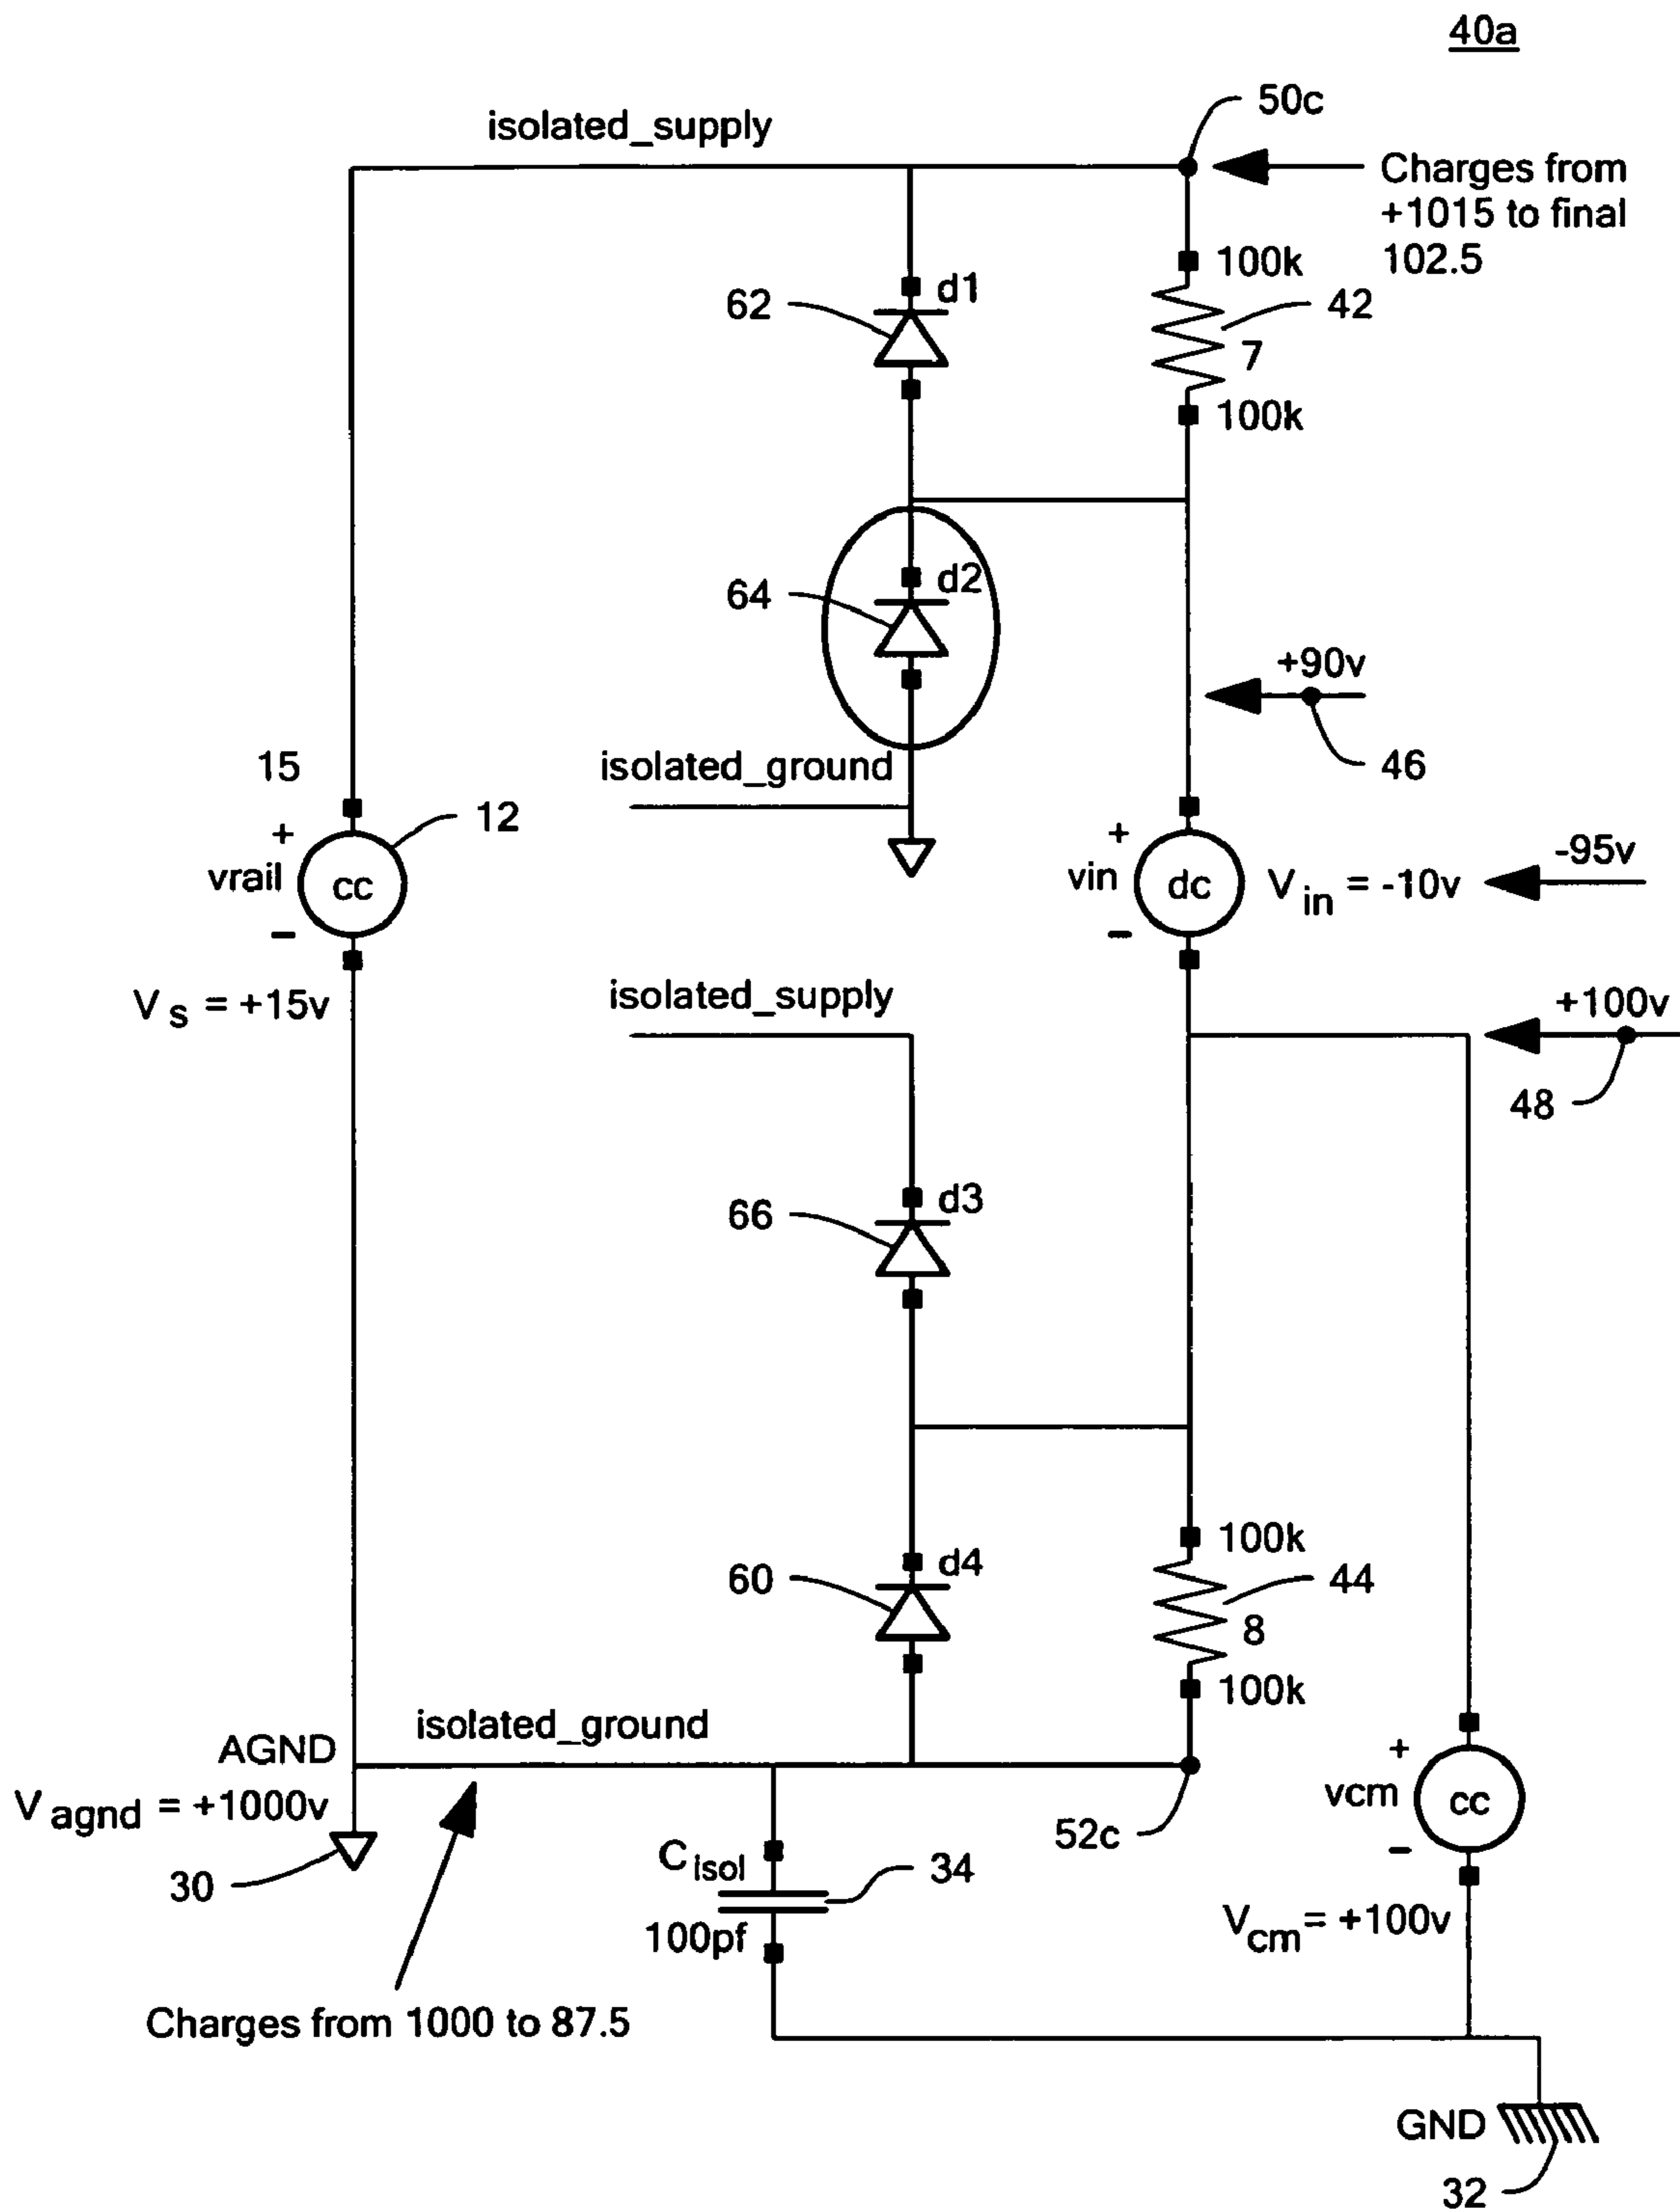 40a
50c
isolated_supply
Charges from
+1015 to final
102.5
100k
d1
62
42
7
100k
d2
64
+90v
46
isolated_ground
15
12
+
vrail
cc
−
V s = +15v
+
vin
dc
−
V in = -10v
-95v
isolated_supply
+100v
48
d3
66
100k
d4
60
44
8
100k
isolated_ground
AGND
V agnd = +1000v
30
52c
+
vcm
cc
−
C isol
34
100pf
V cm = +100v
Charges from 1000 to 87.5
GND
32